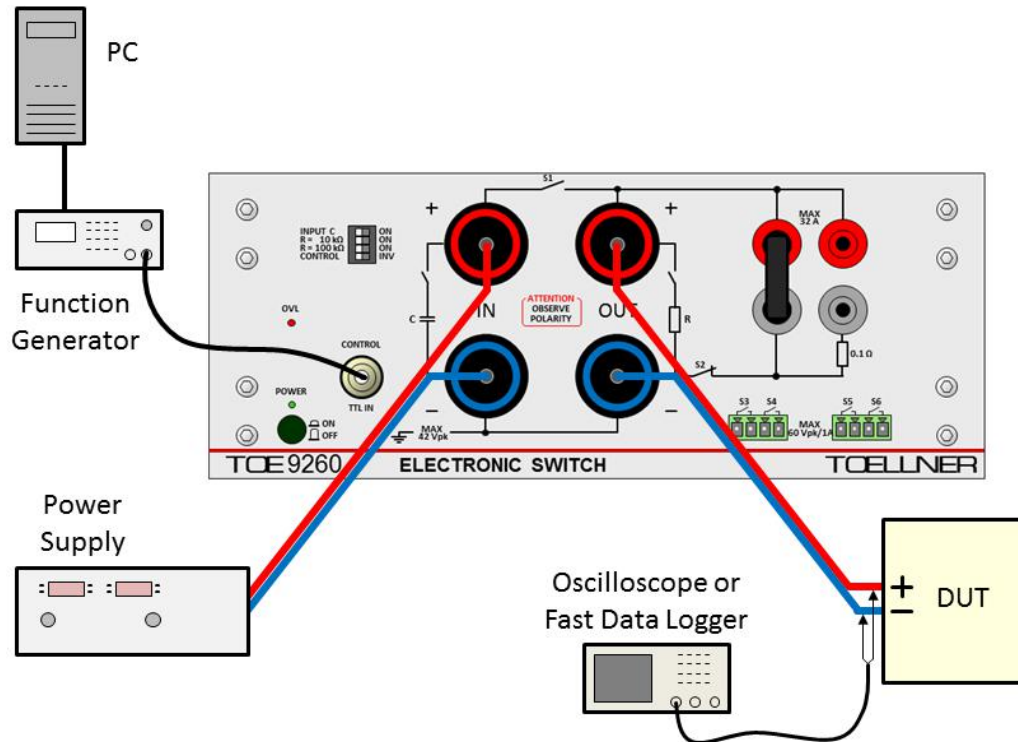 PC
Function
Generator
S1
+
+
MAX
32 A
INPUT C ON
R = 10 kΩ ON
R = 100 kΩ ON
CONTROL INV
IN
ATTENTION
OBSERVE
POLARITY
OUT
OVL
C
R
CONTROL
S2
0.1 Ω
POWER
TTL IN
–
–
S3 S4
S5 S6
ON
OFF
MAX
42 Vpk
MAX
60 Vpk/1A
TOE 9260 ELECTRONIC SWITCH TOELLNER
Power
Supply
Oscilloscope or
Fast Data Logger
+
–
DUT